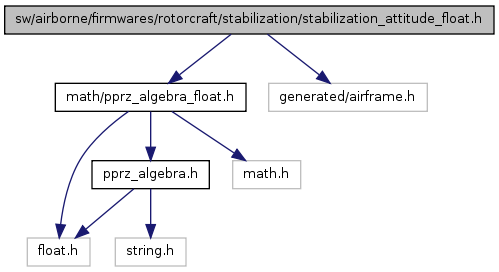 sw/airborne/firmwares/rotorcraft/stabilization/stabilization_attitude_float.h
math/pprz_algebra_float.h
generated/airframe.h
pprz_algebra.h
math.h
float.h
string.h